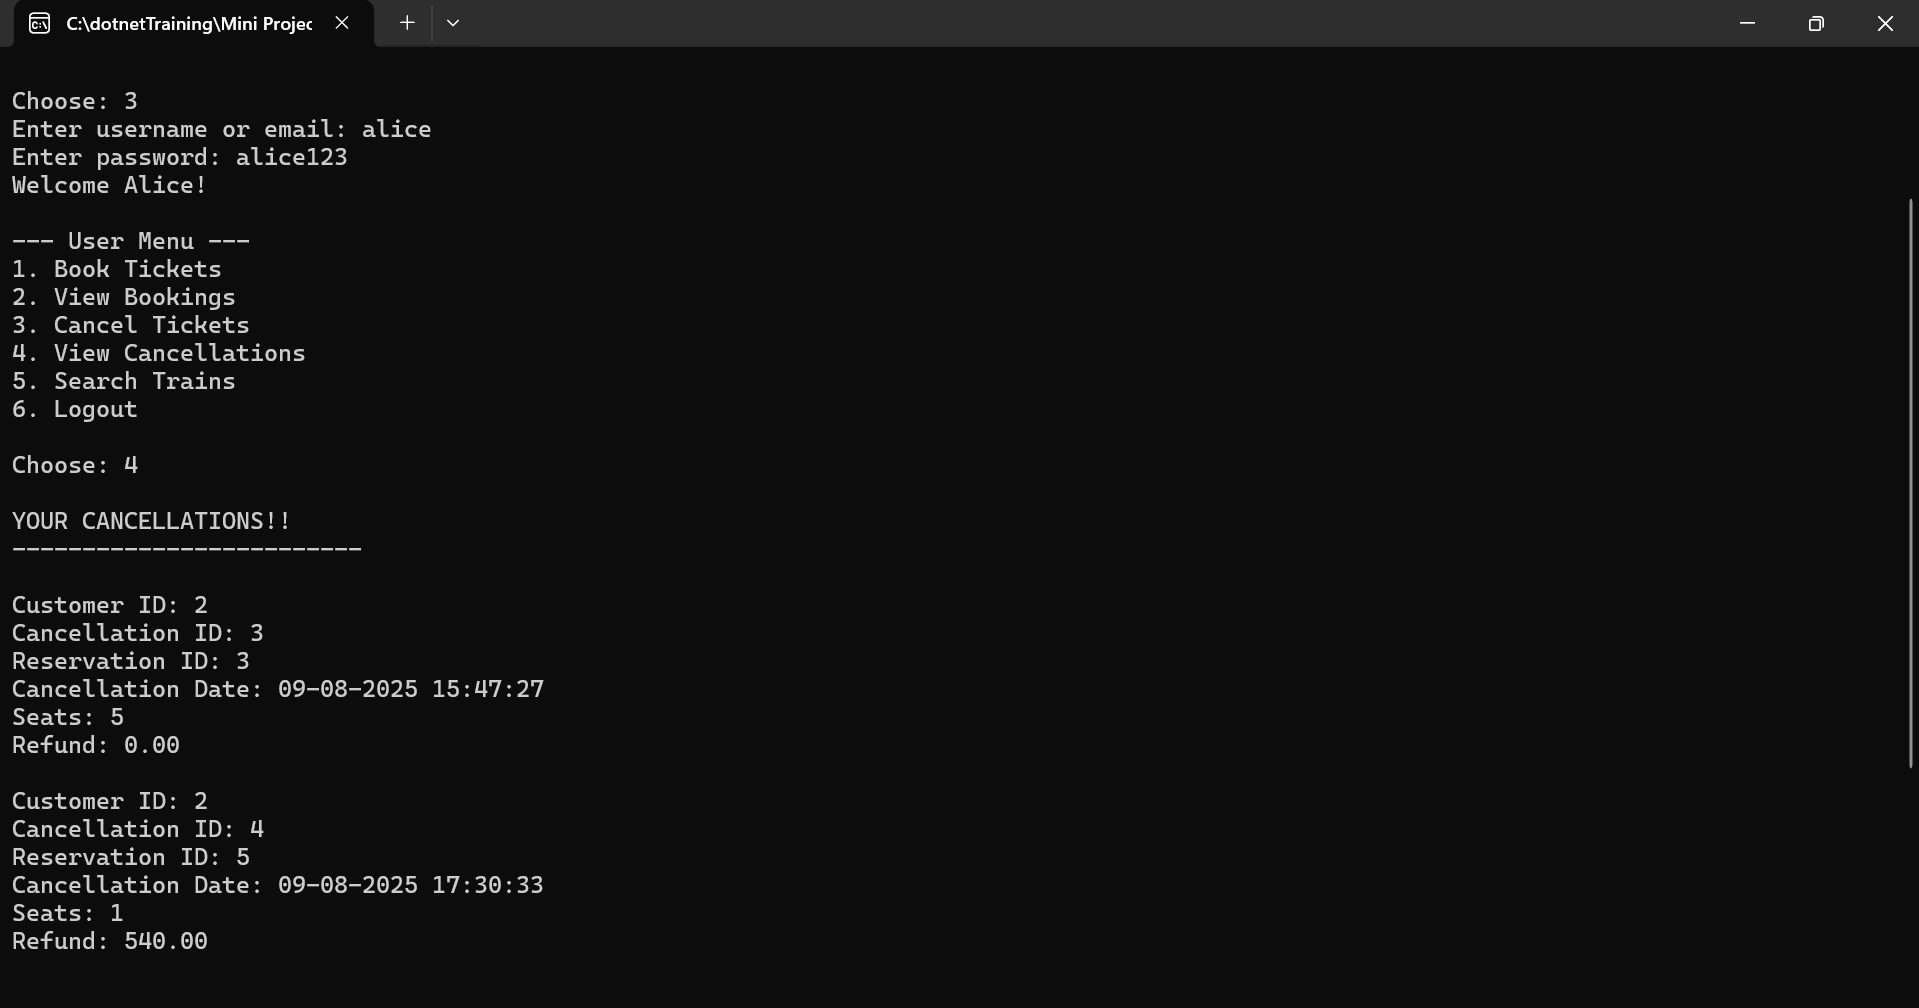 C:\dotnetTraining\Mini Projec
Choose: 3
Enter username or email: alice
Enter password: alice123
Welcome Alice!
--- User Menu ---
1. Book Tickets
2. View Bookings
3. Cancel Tickets
4. View Cancellations
5. Search Trains
6. Logout
Choose: 4
YOUR CANCELLATIONS!!
-------------------------
Customer ID: 2
Cancellation ID: 3
Reservation ID: 3
Cancellation Date: 09-08-2025 15:47:27
Seats: 5
Refund: 0.00
Customer ID: 2
Cancellation ID: 4
Reservation ID: 5
Cancellation Date: 09-08-2025 17:30:33
Seats: 1
Refund: 540.00